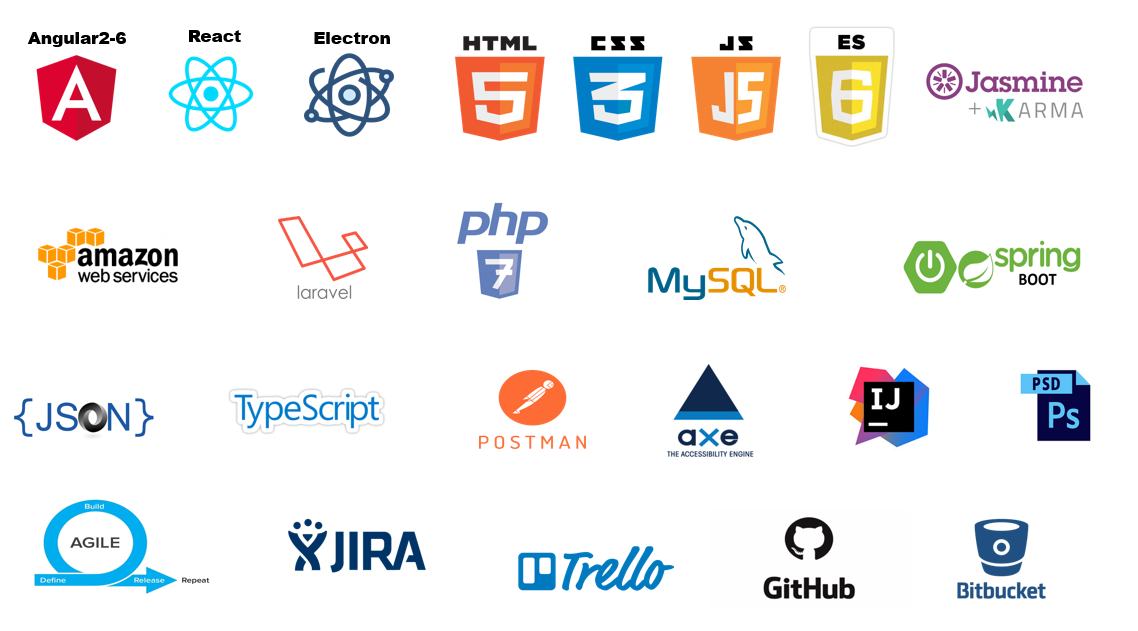 Angular2-6
React
Electron
HTML
5
CSS
3
JS
JS
ES
6
Jasmine
+ KARMA
A
amazon
web services
laravel
php
7
MySQL®
spring
BOOT
{JSON}
TypeScript
POSTMAN
axe
THE ACCESSIBILITY ENGINE
IJ
PSD
Ps
Build
AGILE
Define
Release
Repeat
JIRA
Trello
GitHub
Bitbucket